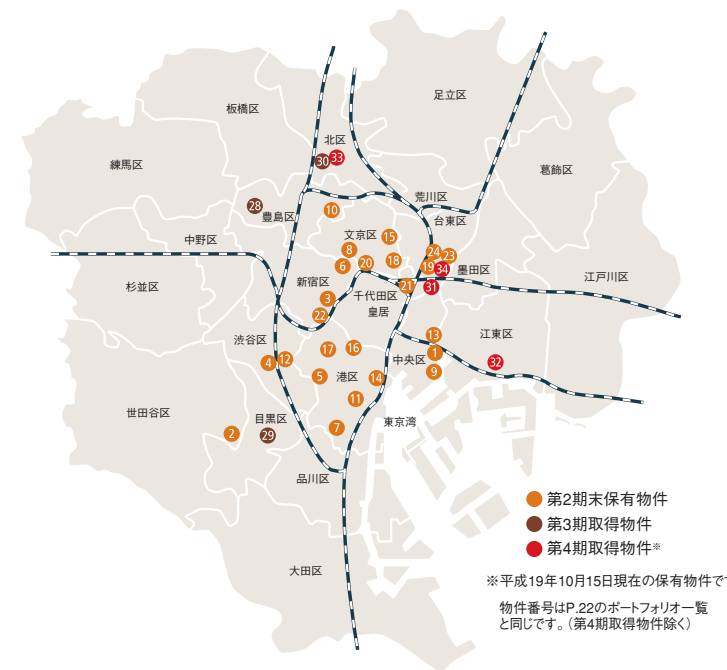 足立区
板橋区
北区
30
33
練馬区
葛飾区
28
豊島区
10
荒川区
台東区
中野区
文京区
15
8
6
20
18
24
23
19
34
墨田区
杉並区
新宿区
3
22
千代田区
皇居
21
31
江戸川区
渋谷区
4
12
17
16
13
江東区
中央区
1
9
32
5
港区
14
11
世田谷区
2
目黒区
29
7
東京湾
品川区
大田区
第2期末保有物件
第3期取得物件
第4期取得物件※
※平成19年10月15日現在の保有物件で
物件番号はP.22のポートフォリオ一覧
と同じです。（第4期取得物件除く）